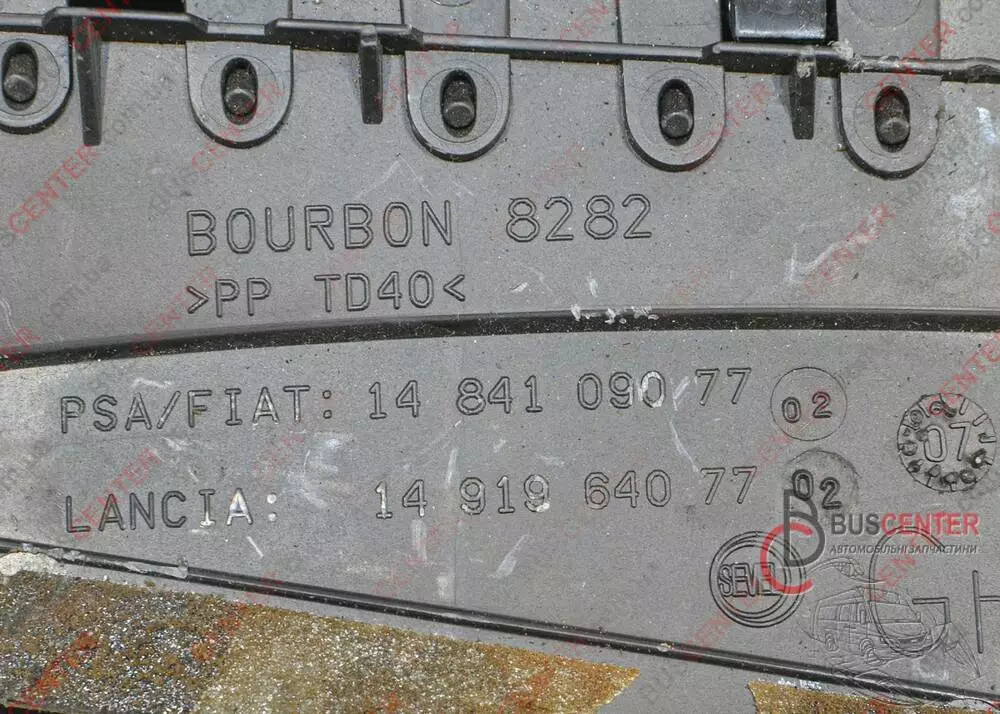 BOURBON 8282
>PP TD40<
PSA/FIAT: 14 841 090 77 02
07
LANCIA: 14 919 640 77 02
BUSCENTER
АВТОМОБІЛЬНІ ЗАПЧАСТИНИ
SEVEL